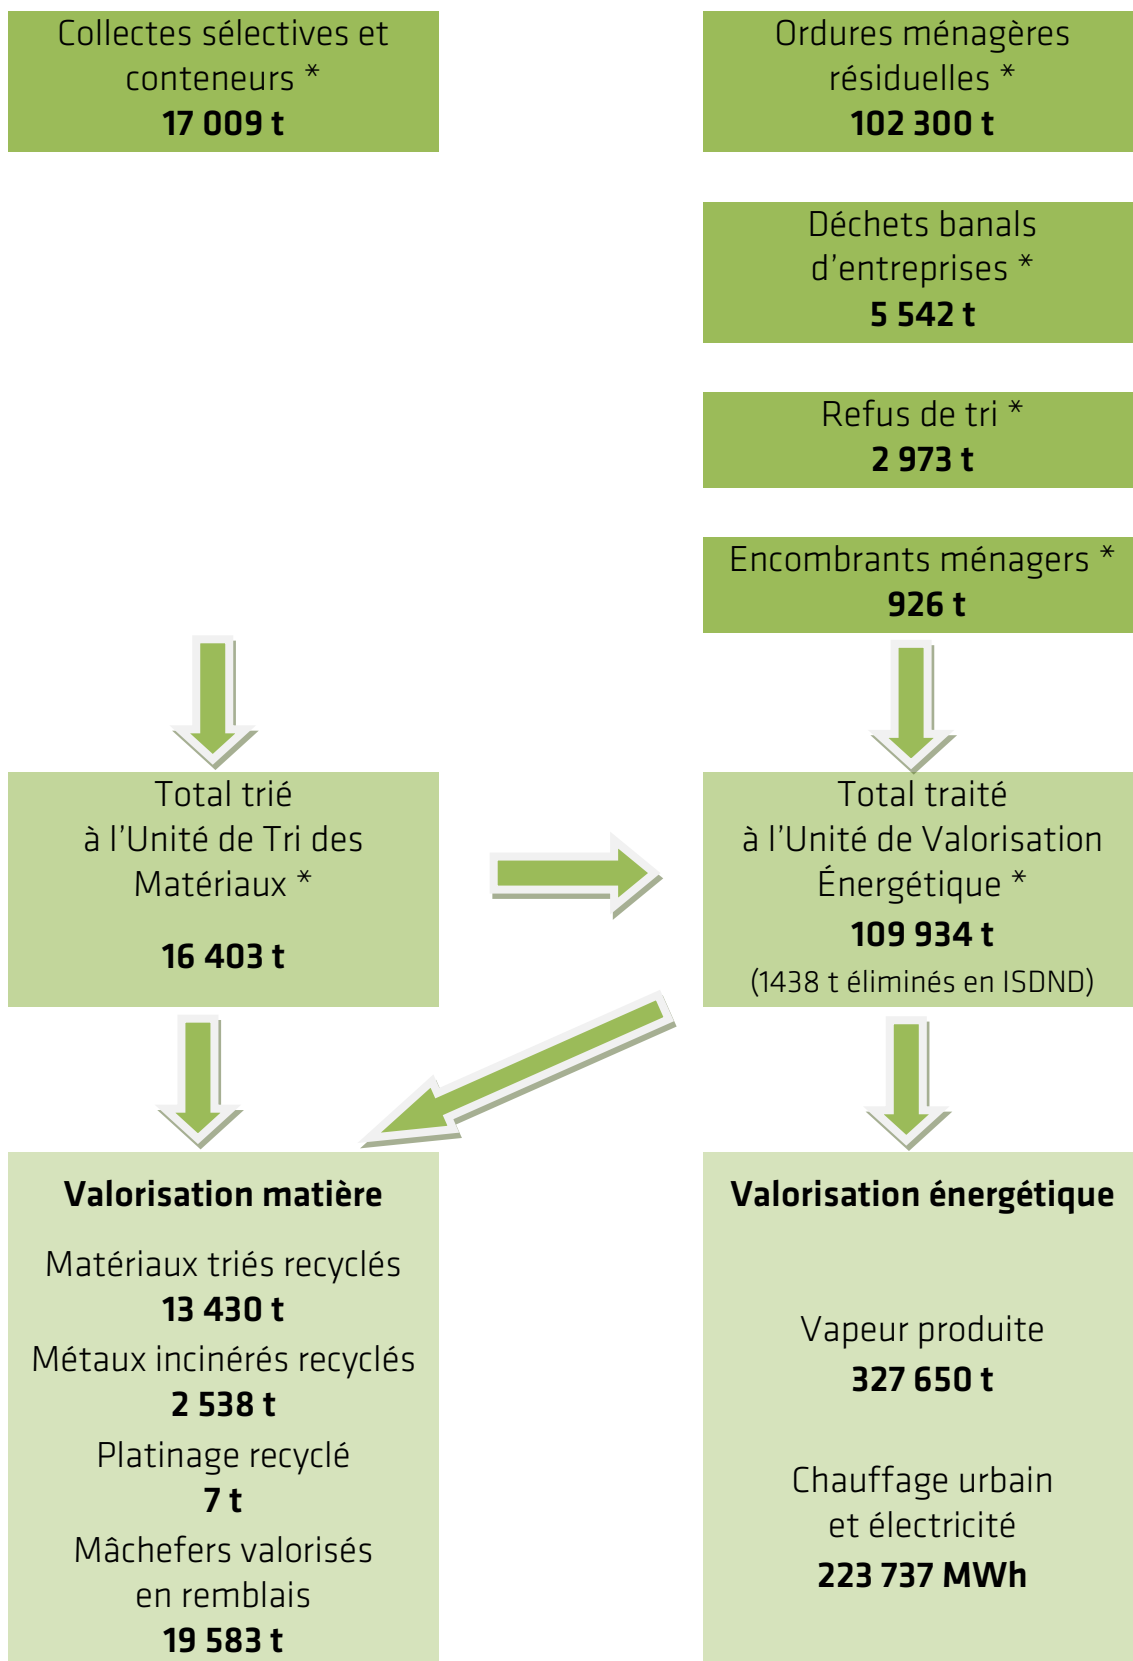 Collectes sélectives et
conteneurs *
17 009 t
Ordures ménagères
résiduelles *
102 300 t
Déchets banals
d'entreprises *
5 542 t
Refus de tri *
2 973 t
Encombrants ménagers *
926 t
Total trié
à l'Unité de Tri des
Matériaux *
16 403 t
Total traité
à l'Unité de Valorisation
Énergétique *
109 934 t
(1438 t éliminés en ISDND)
Valorisation matière
Matériaux triés recyclés
13 430 t
Métaux incinérés recyclés
2 538 t
Platinage recyclé
7 t
Mâchefers valorisés
en remblais
19 583 t
Valorisation énergétique
Vapeur produite
327 650 t
Chauffage urbain
et électricité
223 737 MWh